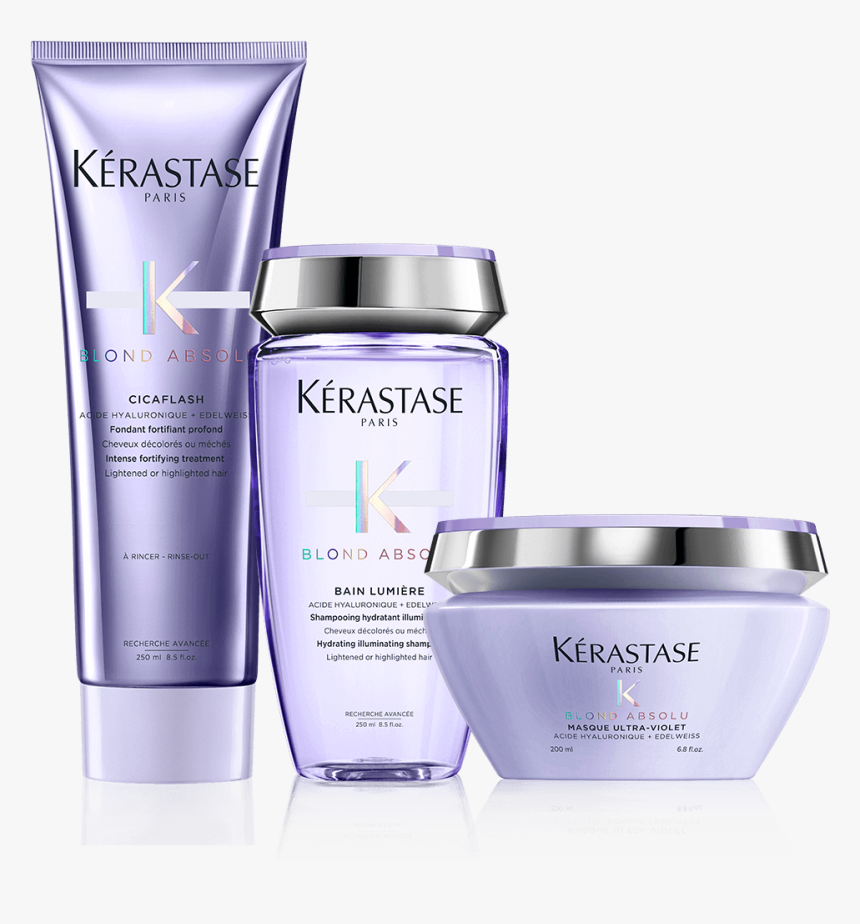 KÉRASTASE
PARIS
K
BLOND ABSOL
CICAFLASH
ACIDE HYALURONIQUE + EDELWEIS
Fondant fortifiant profond
Cheveux décolorés ou méchés
Intense fortifying treatment
Lightened or highlighted hair
À RINCER - RINSE-OUT
RECHERCHE AVANCÉE
250 ml 8.5 fl.oz.
KÉRASTASE
PARIS
K
BLOND ABSO
BAIN LUMIÈRE
ACIDE HYALURONIQUE + EDELW
Shampooing hydratant illumi
Cheveux décolorés ou méch
Hydrating illuminating shamp
Lightened or highlighted hair
RECHERCHE AVANCÉE
250 ml 8.5 fl.oz.
KÉRASTASE
PARIS
K
BLOND ABSOLU
MASQUE ULTRA-VIOLET
ACIDE HYALURONIQUE + EDELWEISS
200 ml 6.8 fl.oz.